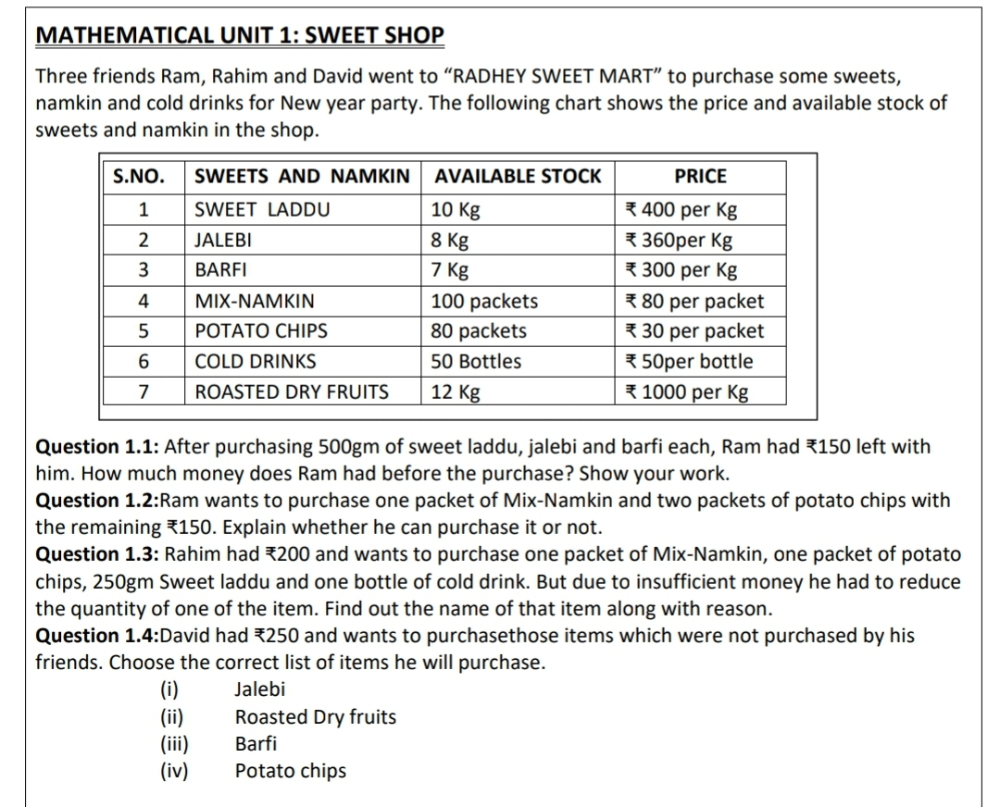 MATHEMATICAL UNIT 1: SWEET SHOP
Three friends Ram, Rahim and David went to “RADHEY SWEET MART” to purchase some sweets,
namkin and cold drinks for New year party. The following chart shows the price and available stock of
sweets and namkin in the shop.
S.NO. SWEETS AND NAMKIN AVAILABLE STOCK PRICE
1 SWEET LADDU 10 Kg ₹ 400 per Kg
2 JALEBI 8 Kg ₹ 360per Kg
3 BARFI 7 Kg ₹ 300 per Kg
4 MIX-NAMKIN 100 packets ₹ 80 per packet
5 POTATO CHIPS 80 packets ₹ 30 per packet
6 COLD DRINKS 50 Bottles ₹ 50per bottle
7 ROASTED DRY FRUITS 12 Kg ₹ 1000 per Kg
Question 1.1: After purchasing 500gm of sweet laddu, jalebi and barfi each, Ram had ₹150 left with
him. How much money does Ram had before the purchase? Show your work.
Question 1.2:Ram wants to purchase one packet of Mix-Namkin and two packets of potato chips with
the remaining ₹150. Explain whether he can purchase it or not.
Question 1.3: Rahim had ₹200 and wants to purchase one packet of Mix-Namkin, one packet of potato
chips, 250gm Sweet laddu and one bottle of cold drink. But due to insufficient money he had to reduce
the quantity of one of the item. Find out the name of that item along with reason.
Question 1.4:David had ₹250 and wants to purchasethose items which were not purchased by his
friends. Choose the correct list of items he will purchase.
(i) Jalebi
(ii) Roasted Dry fruits
(iii) Barfi
(iv) Potato chips